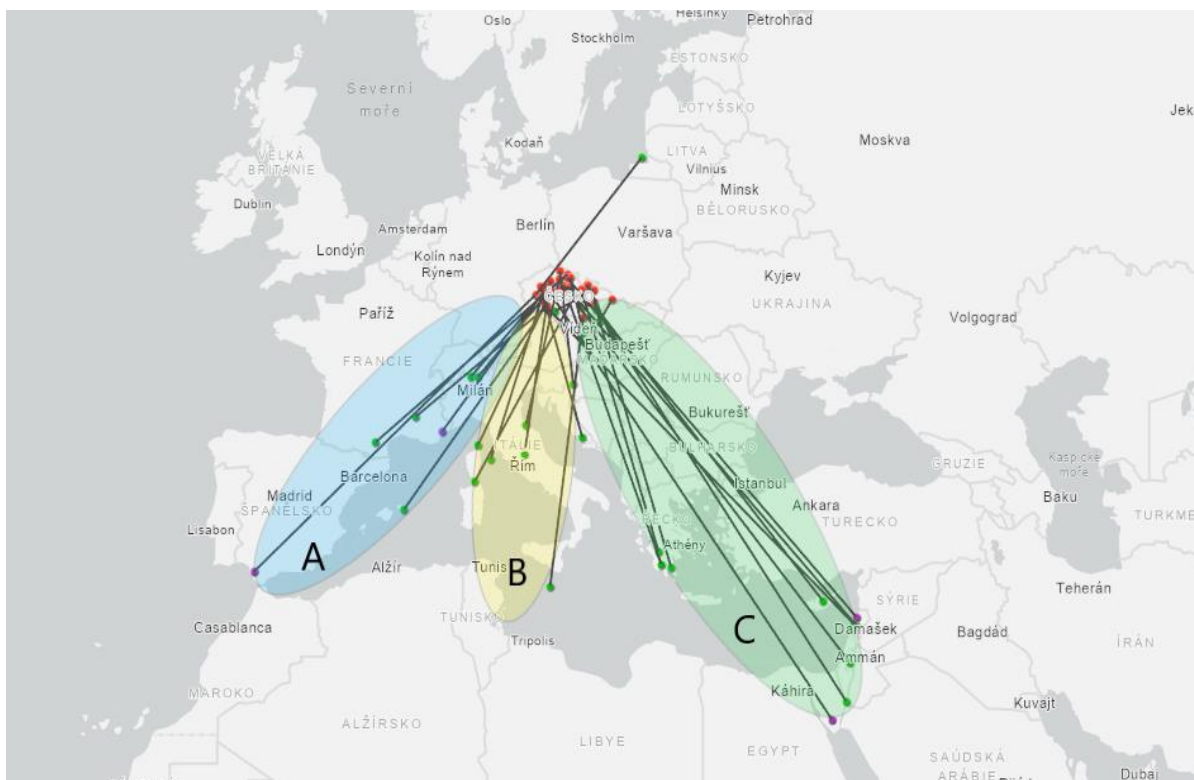 Oslo
Helsinky
Petrohrad
Stockholm
ESTONSKO
Severní
moře
LOTYŠSKO
Jek
Moskva
Kodaň
LITVA
Vilnius
VELKÁ
BRITÁNIE
Minsk
BĚLORUSKO
Dublin
Amsterdam
Berlín
Varšava
Londýn
Kolín nad
Rýnem
Kyjev
ČESKO
UKRAJINA
Paříž
Volgograd
Vídeň
Budapešť
MAĎARSKO
FRANCIE
RUMUNSKO
Milán
Bukurešť
ITÁLIE
BULHARSKO
Kaspické
moře
GRUZIE
Řím
Barcelona
Istanbul
Madrid
ŠPANĚLSKO
Ankara
Baku
Lisabon
TURECKO
TURKME
ŘECKO
Athény
A
Alžír
Tunis
B
Teherán
SÝRIE
Casablanca
TUNISKO
Damašek
Bagdád
C
Tripolis
ÍRÁN
Ammán
MAROKO
Káhira
Kuvajt
ALŽÍRSKO
LIBYE
EGYPT
SAÚDSKÁ
ARÁBIE
Dubaj